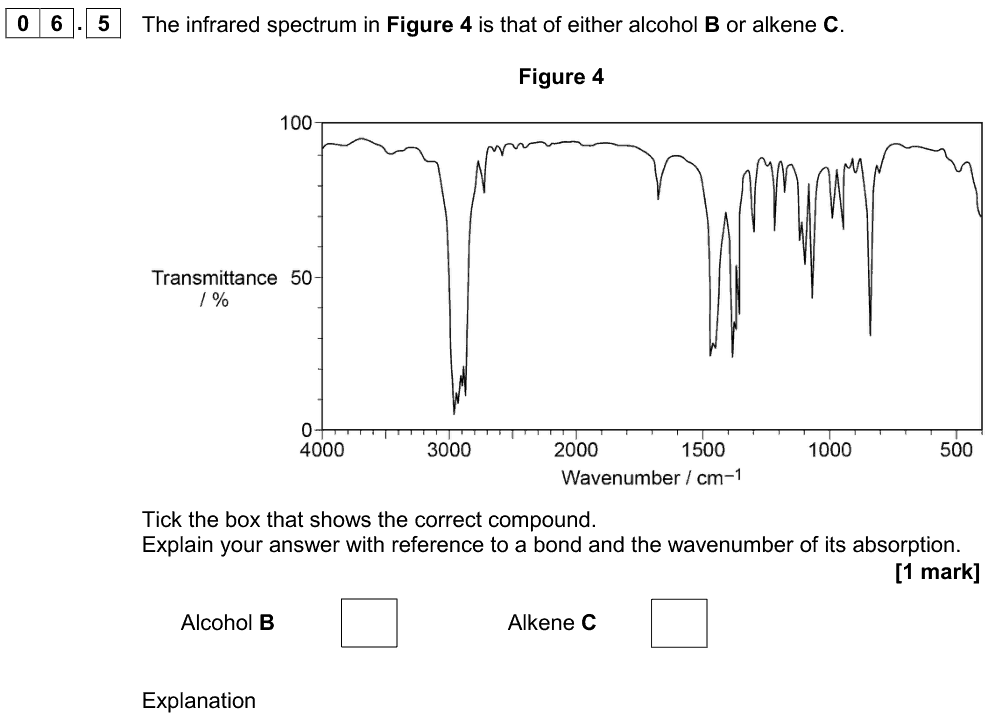 0 6 . 5 The infrared spectrum in Figure 4 is that of either alcohol B or alkene C.
Figure 4
100
Transmittance
/ %
50
0
4000 3000 2000 1500 1000 500
Wavenumber / cm–1
Tick the box that shows the correct compound.
Explain your answer with reference to a bond and the wavenumber of its absorption.
[1 mark]
Alcohol B Alkene C
Explanation